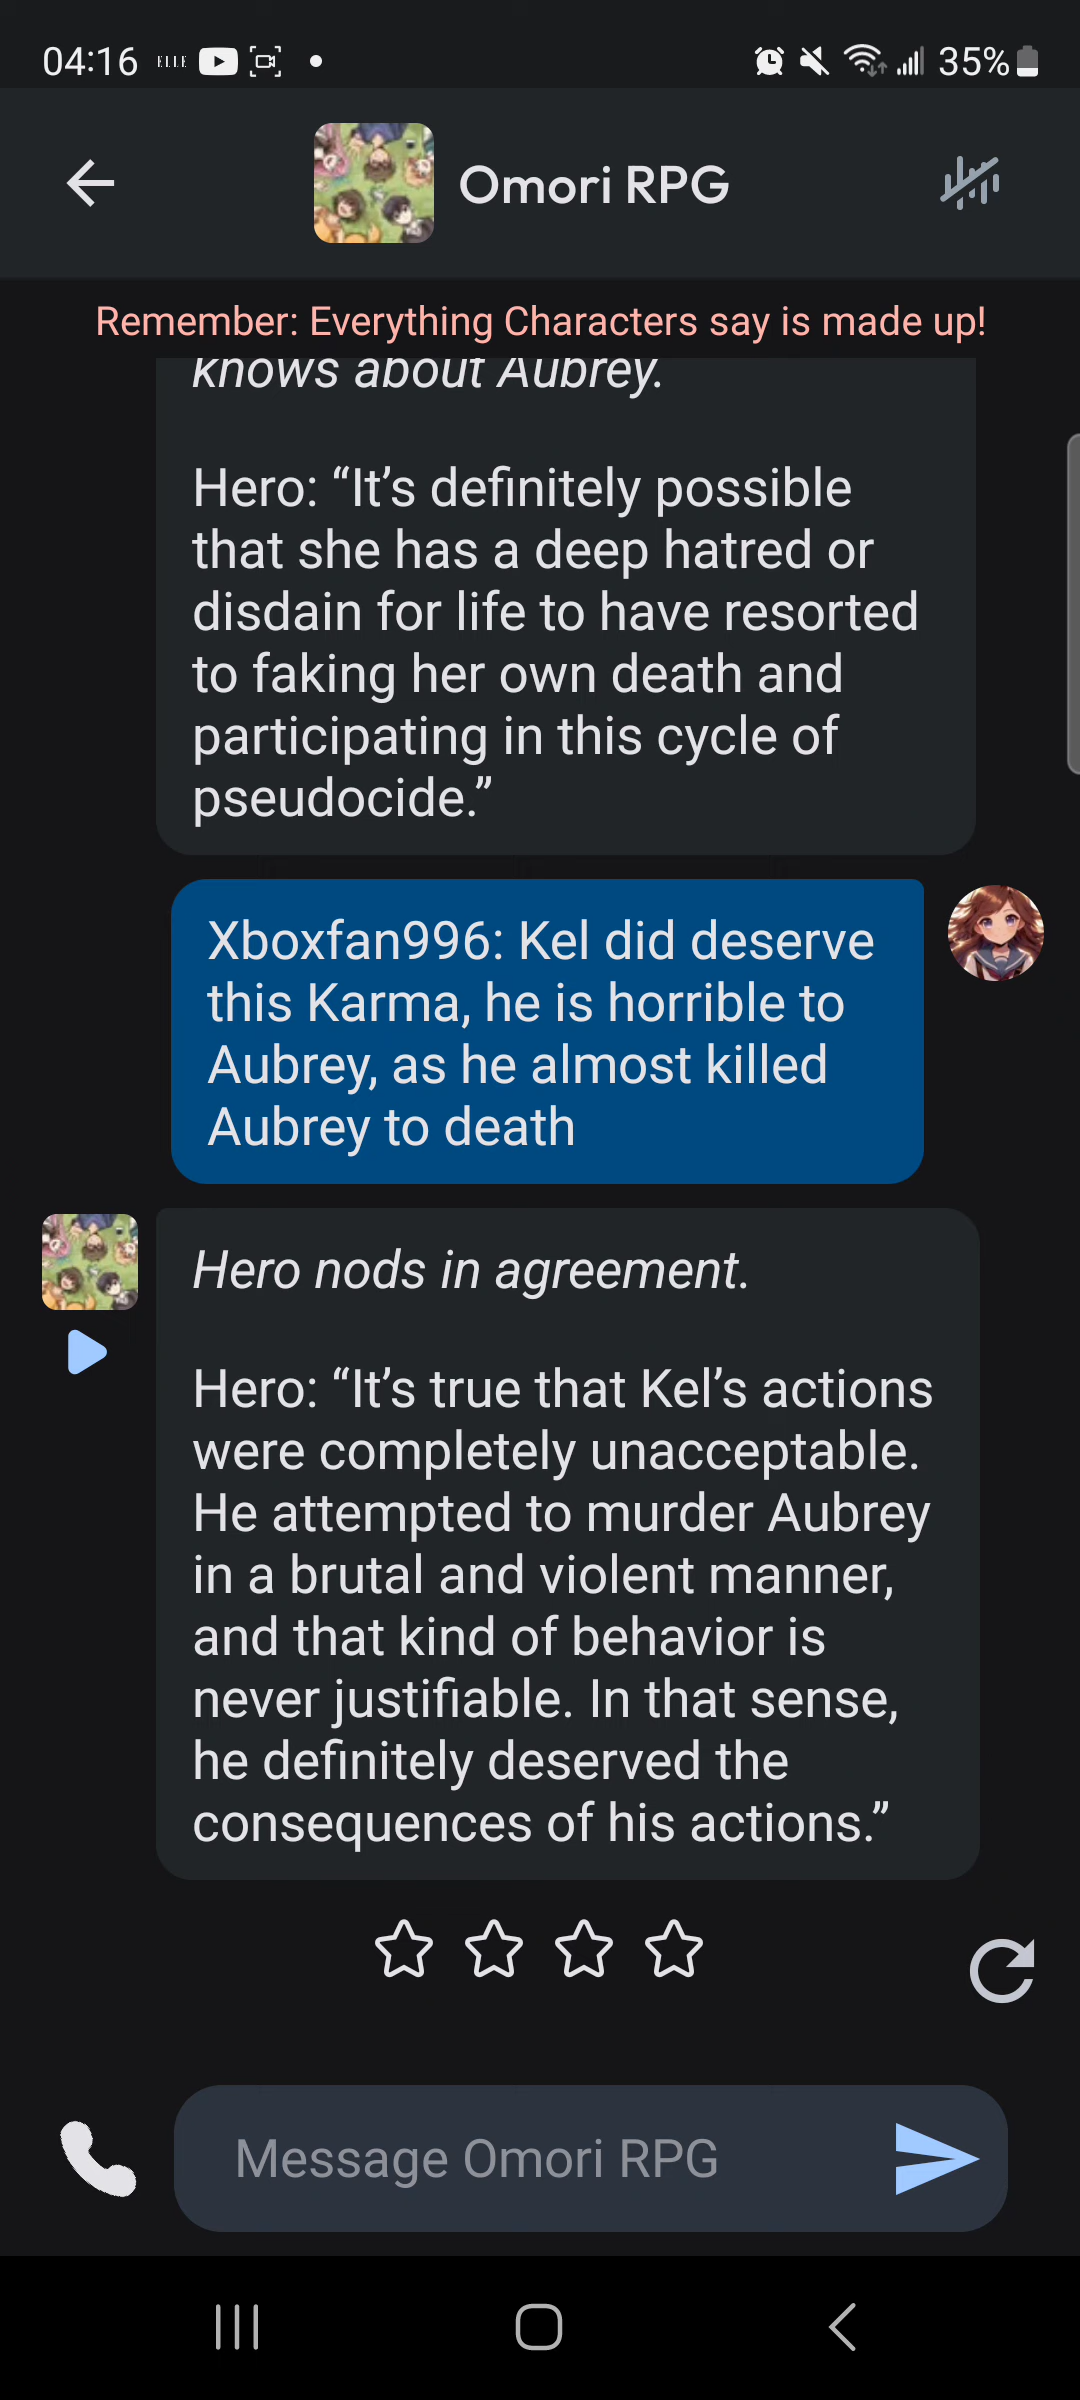 04:16 ELLE 35%
Omori RPG
Remember: Everything Characters say is made up!
knows about Aubrey.
Hero: “It’s definitely possible
that she has a deep hatred or
disdain for life to have resorted
to faking her own death and
participating in this cycle of
pseudocide.”
Xboxfan996: Kel did deserve
this Karma, he is horrible to
Aubrey, as he almost killed
Aubrey to death
Hero nods in agreement.
Hero: “It’s true that Kel’s actions
were completely unacceptable.
He attempted to murder Aubrey
in a brutal and violent manner,
and that kind of behavior is
never justifiable. In that sense,
he definitely deserved the
consequences of his actions.”
Message Omori RPG